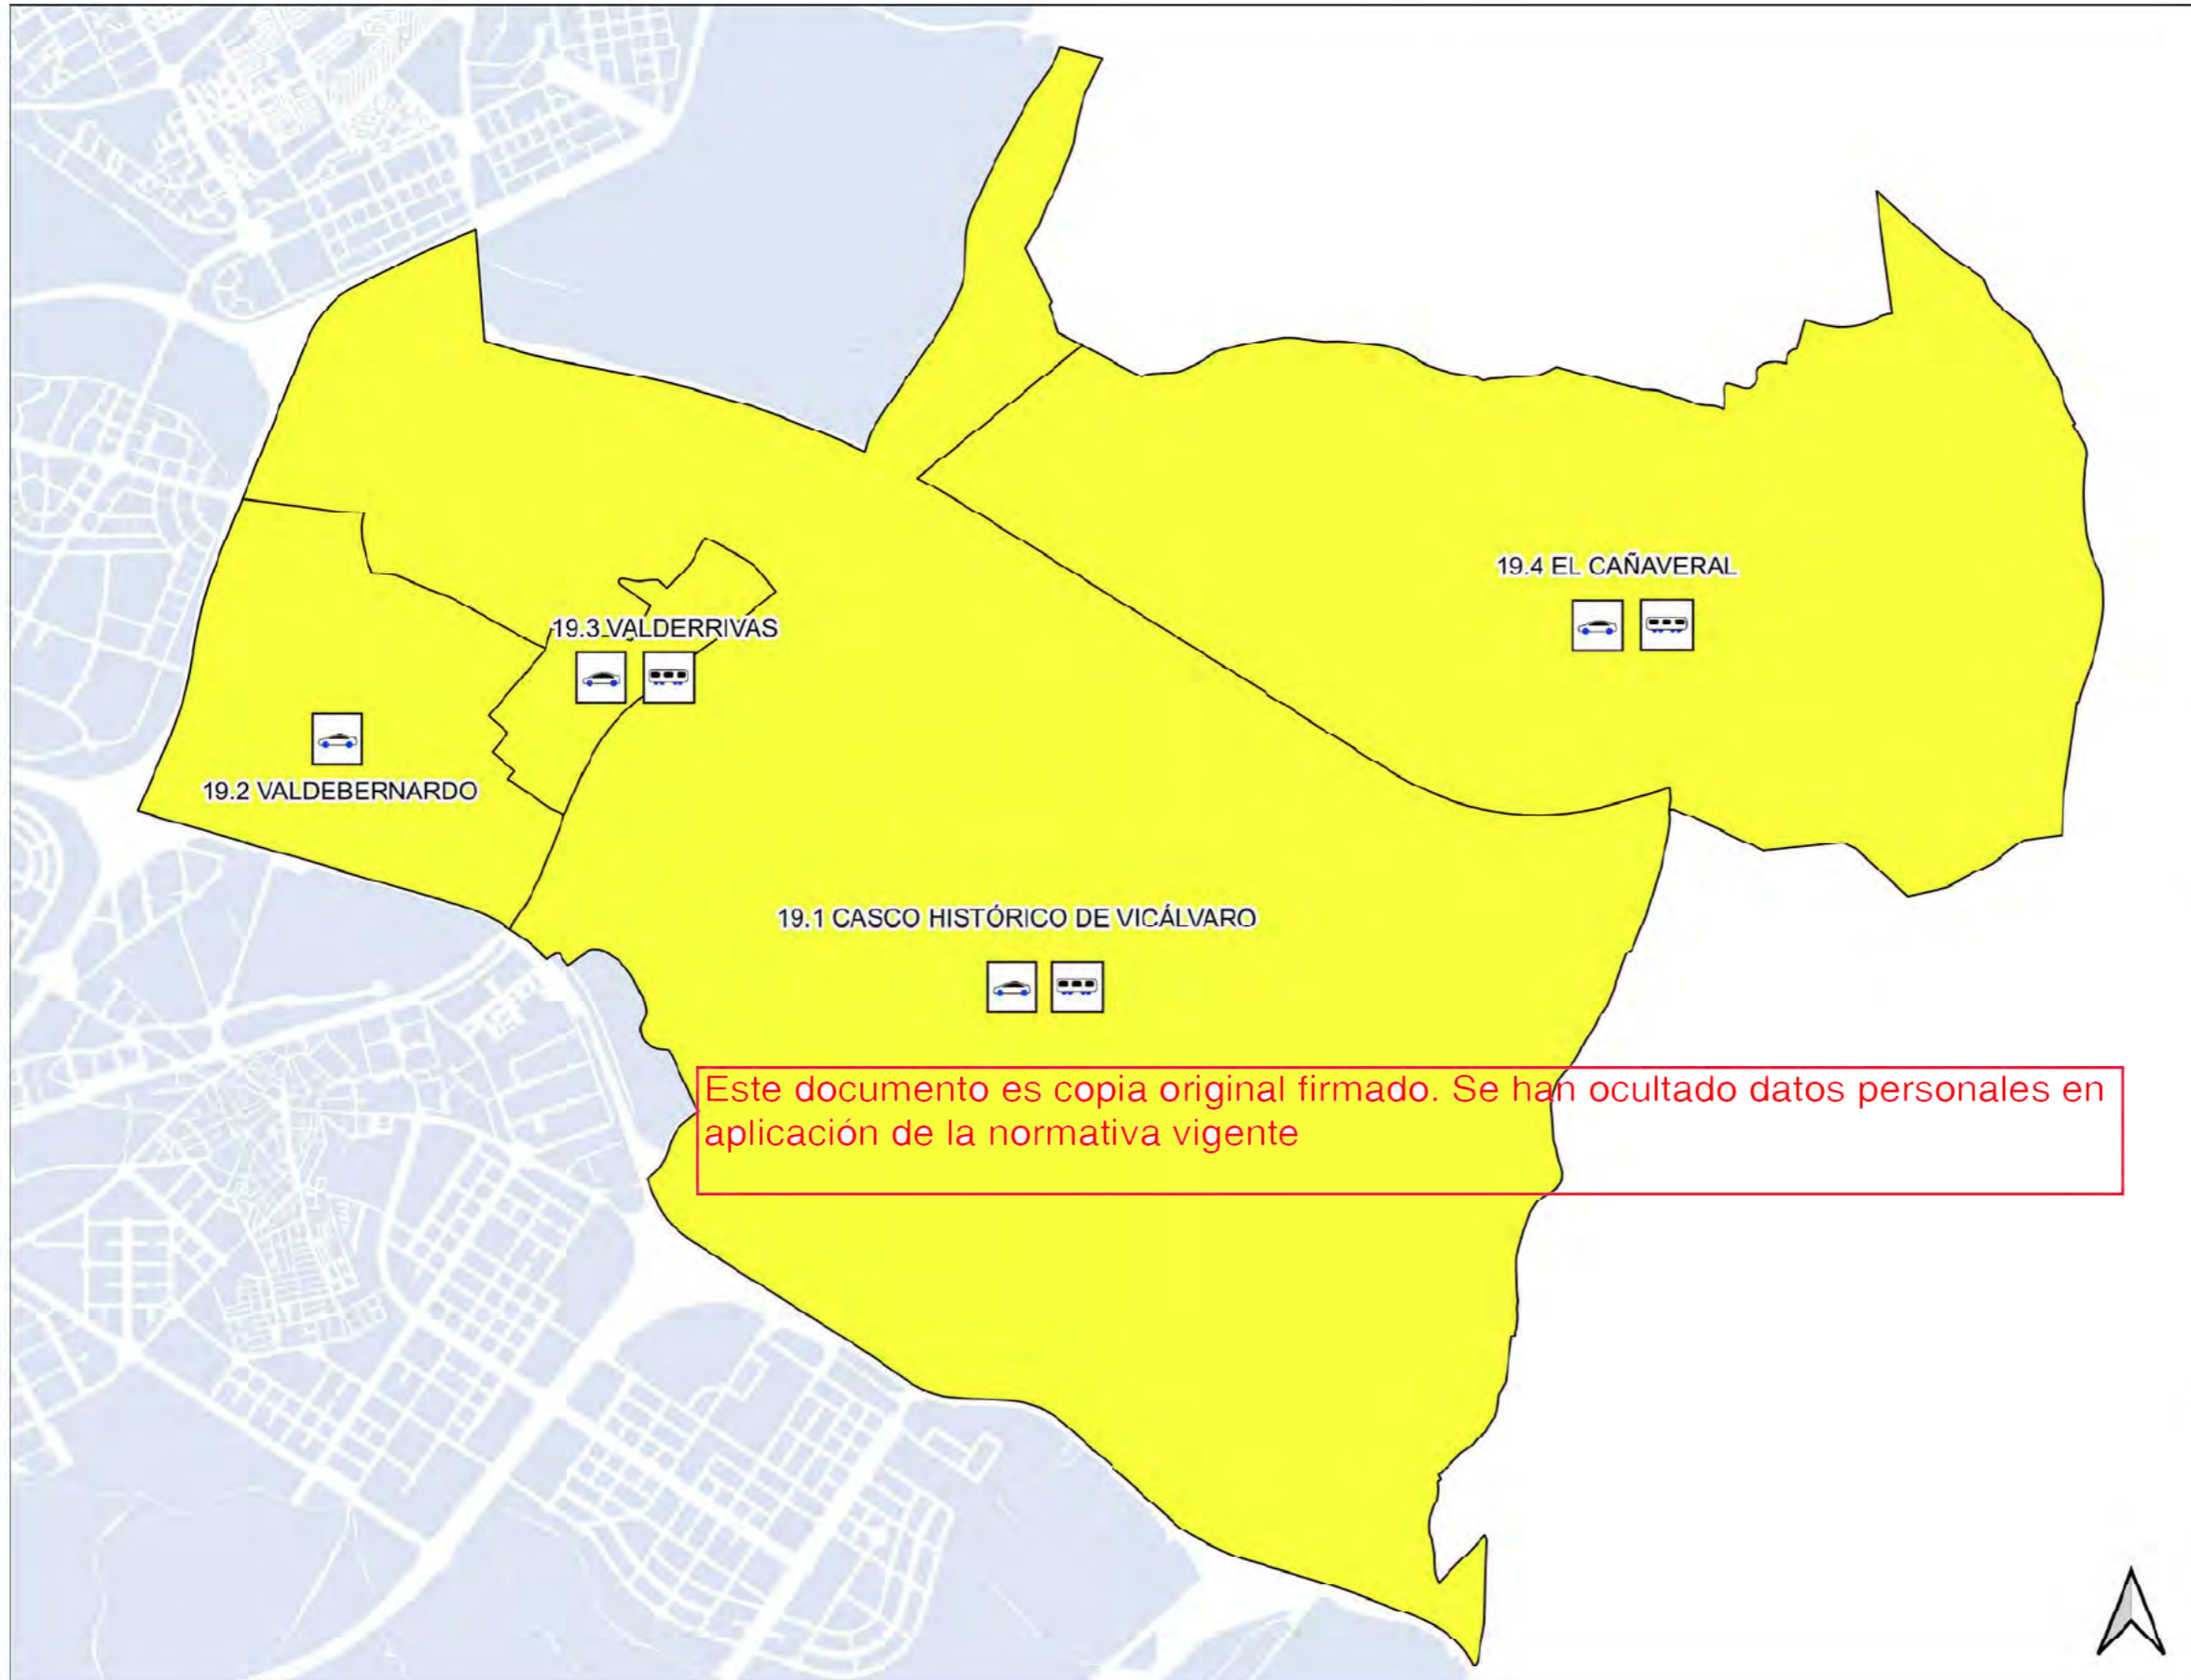 19.4 EL CAÑAVERAL
19.3 VALDERRIVAS
19.2 VALDEBERNARDO
19.1 CASCO HISTÓRICO DE VICÁLVARO
Este documento es copia original firmado. Se han ocultado datos personales en
aplicación de la normativa vigente